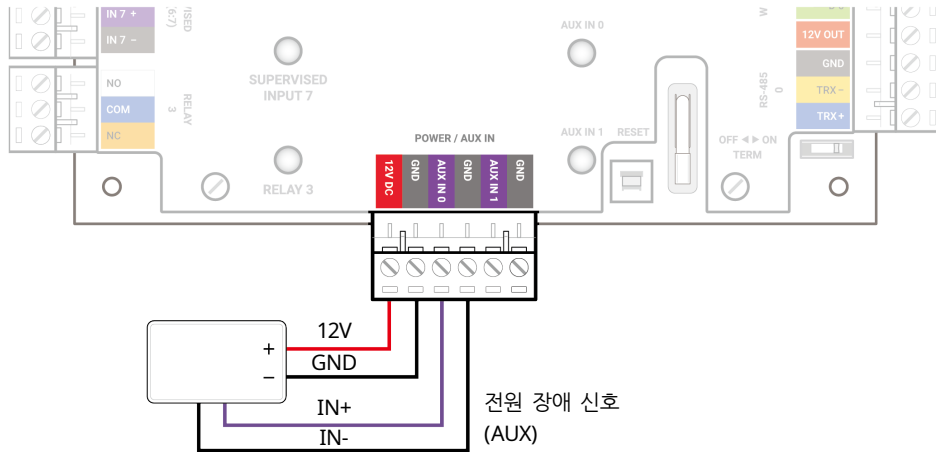 IN 7 +
IN 7 –
NO
COM
NC
RELAY
3
SUPERVISED
INPUT 7
RELAY 3
POWER / AUX IN
12V DC
GND
AUX IN 0
GND
AUX IN 1
GND
AUX IN 0
AUX IN 1
RESET
OFF ◄► ON
TERM
RS-485
0
12V OUT
GND
TRX –
TRX +
12V
+
GND
–
IN+
IN-
전원 장애 신호
(AUX)